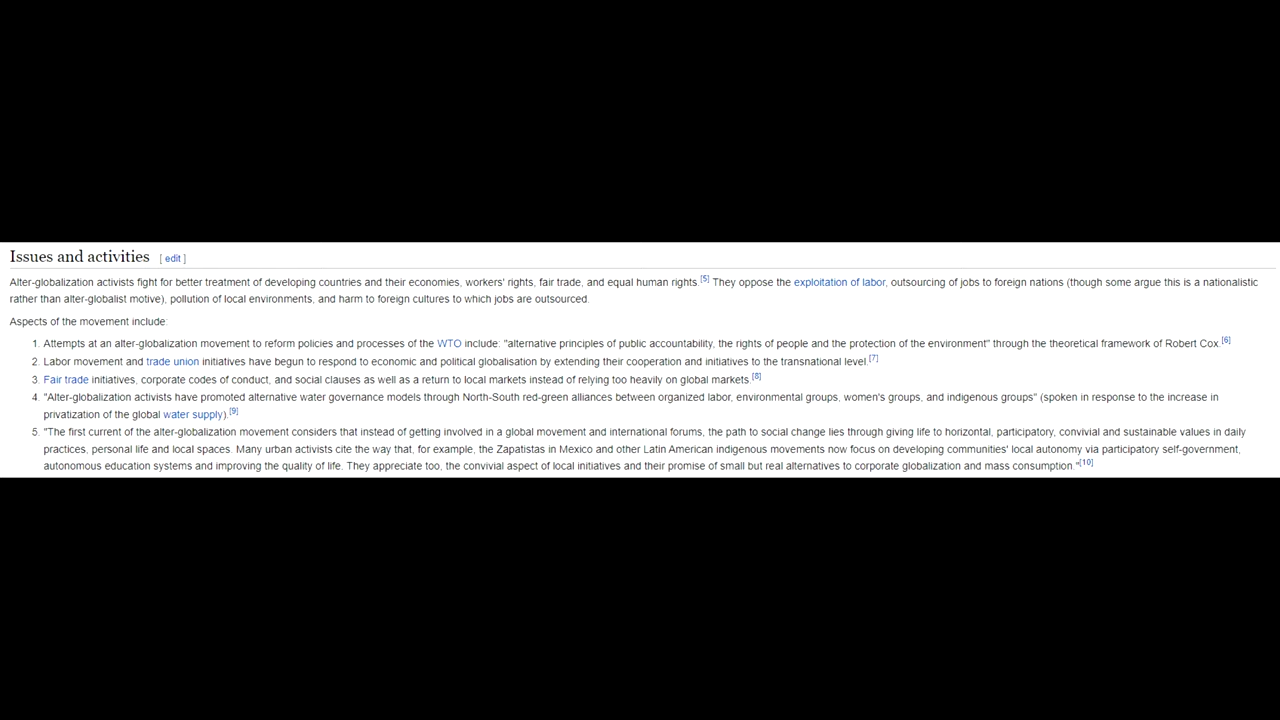 Issues and activities [ edit ]
Alter-globalization activists fight for better treatment of developing countries and their economies, workers' rights, fair trade, and equal human rights.[5] They oppose the exploitation of labor, outsourcing of jobs to foreign nations (though some argue this is a nationalistic
rather than alter-globalist motive), pollution of local environments, and harm to foreign cultures to which jobs are outsourced.
Aspects of the movement include:
1. Attempts at an alter-globalization movement to reform policies and processes of the WTO include: "alternative principles of public accountability, the rights of people and the protection of the environment" through the theoretical framework of Robert Cox.[6]
2. Labor movement and trade union initiatives have begun to respond to economic and political globalisation by extending their cooperation and initiatives to the transnational level.[7]
3. Fair trade initiatives, corporate codes of conduct, and social clauses as well as a return to local markets instead of relying too heavily on global markets.[8]
4. "Alter-globalization activists have promoted alternative water governance models through North-South red-green alliances between organized labor, environmental groups, women's groups, and indigenous groups" (spoken in response to the increase in
privatization of the global water supply).[9]
5. "The first current of the alter-globalization movement considers that instead of getting involved in a global movement and international forums, the path to social change lies through giving life to horizontal, participatory, convivial and sustainable values in daily
practices, personal life and local spaces. Many urban activists cite the way that, for example, the Zapatistas in Mexico and other Latin American indigenous movements now focus on developing communities' local autonomy via participatory self-government,
autonomous education systems and improving the quality of life. They appreciate too, the convivial aspect of local initiatives and their promise of small but real alternatives to corporate globalization and mass consumption."[10]